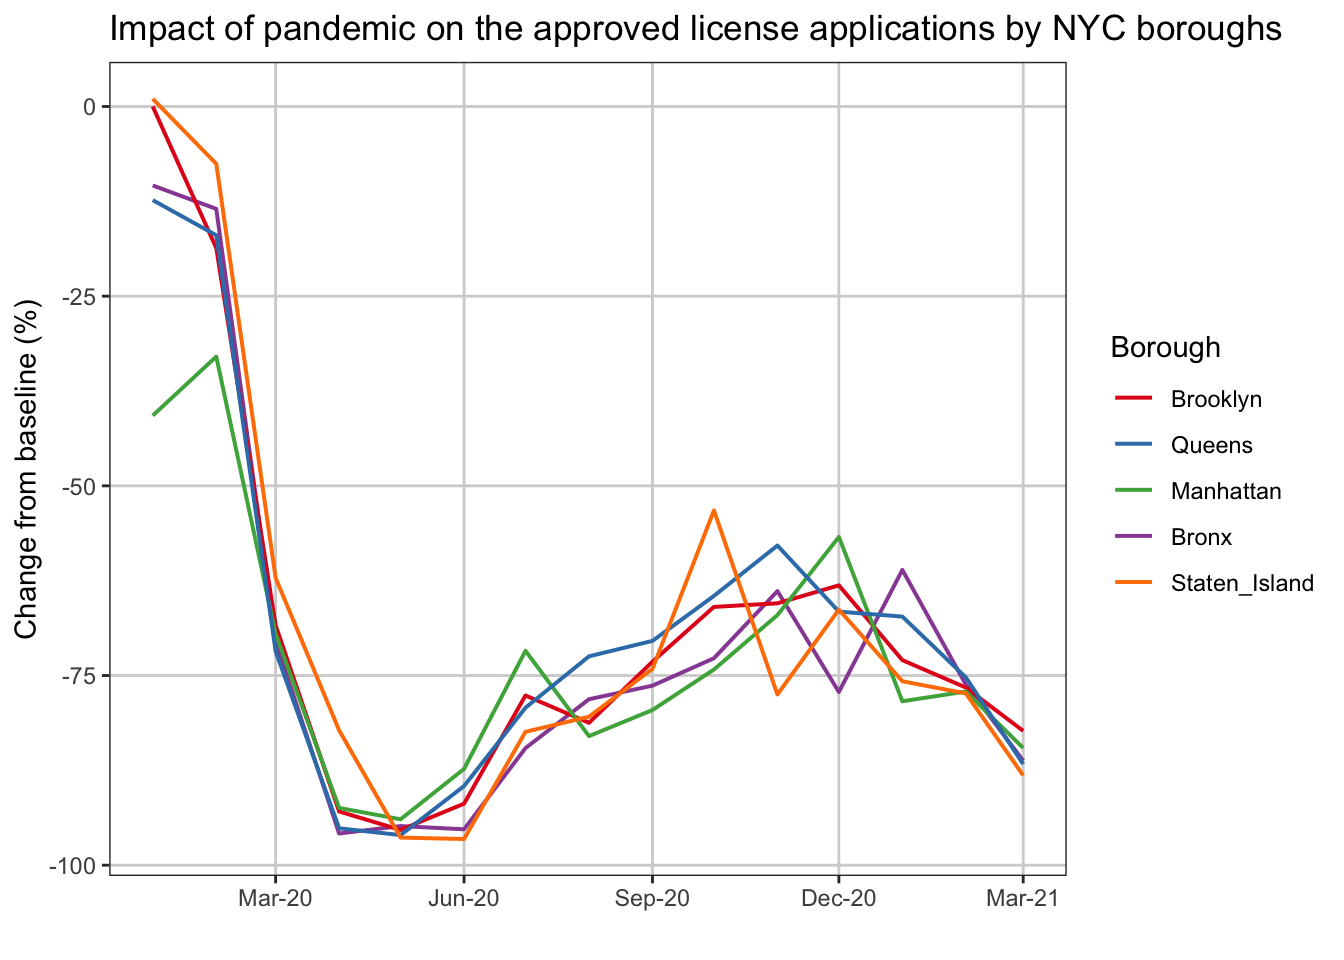 Impact of pandemic on the approved license applications by NYC boroughs
Change from baseline (%)
0
-25
-50
-75
-100
Mar-20
Jun-20
Sep-20
Dec-20
Mar-21
Borough
Brooklyn
Queens
Manhattan
Bronx
Staten_Island